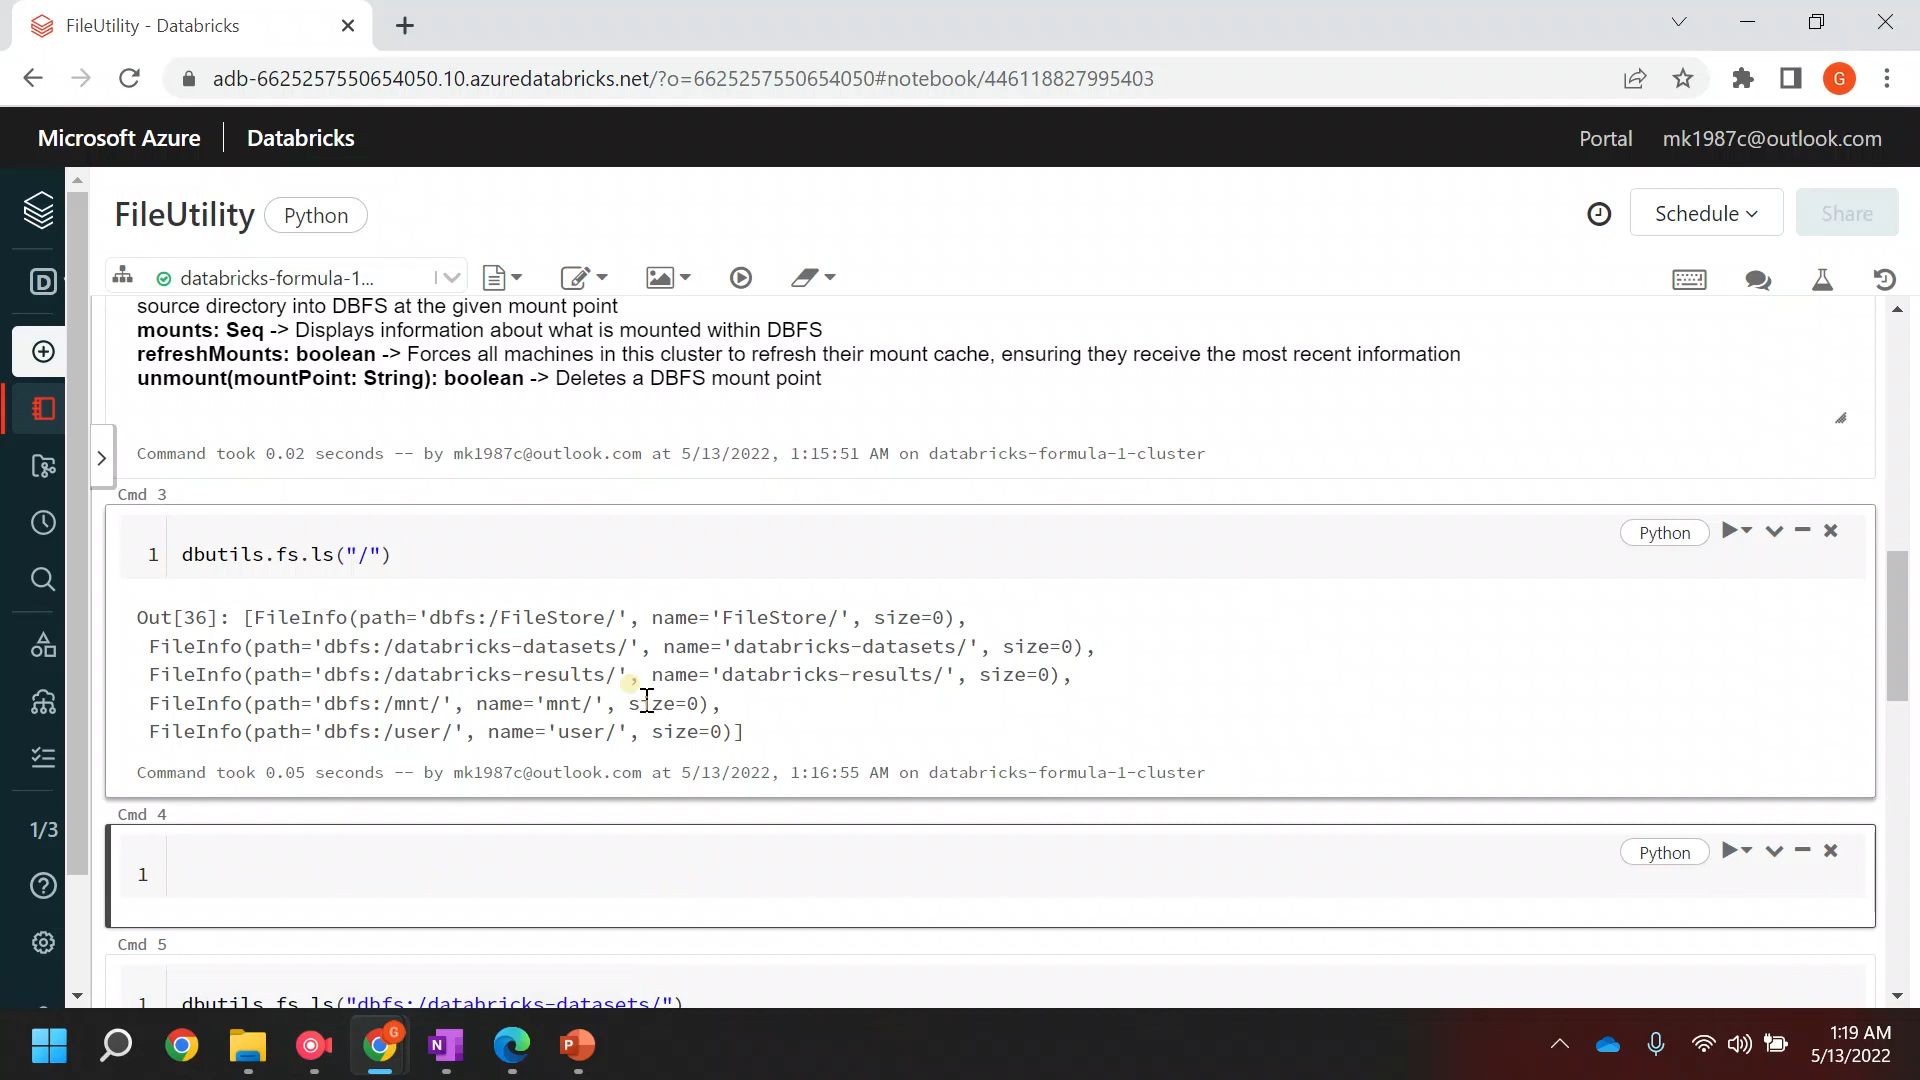 FileUtility - Databricks
adb-6625257550654050.10.azuredatabricks.net/?o=6625257550654050#notebook/446118827995403
G
Microsoft Azure Databricks Portal mk1987c@outlook.com
FileUtility Python Schedule Share
D
databricks-formula-1...
source directory into DBFS at the given mount point
mounts: Seq -> Displays information about what is mounted within DBFS
refreshMounts: boolean -> Forces all machines in this cluster to refresh their mount cache, ensuring they receive the most recent information
unmount(mountPoint: String): boolean -> Deletes a DBFS mount point
Command took 0.02 seconds -- by mk1987c@outlook.com at 5/13/2022, 1:15:51 AM on databricks-formula-1-cluster
Cmd 3
Python
1 dbutils.fs.ls("/")
Out[36]: [FileInfo(path='dbfs:/FileStore/', name='FileStore/', size=0),
FileInfo(path='dbfs:/databricks-datasets/', name='databricks-datasets/', size=0),
FileInfo(path='dbfs:/databricks-results/', name='databricks-results/', size=0),
FileInfo(path='dbfs:/mnt/', name='mnt/', size=0),
FileInfo(path='dbfs:/user/', name='user/', size=0)]
Command took 0.05 seconds -- by mk1987c@outlook.com at 5/13/2022, 1:16:55 AM on databricks-formula-1-cluster
Cmd 4
1/3
Python
1
Cmd 5
1 dbutils.fs.ls("dbfs:/databricks-datasets/")
G
N
P
1:19 AM
5/13/2022